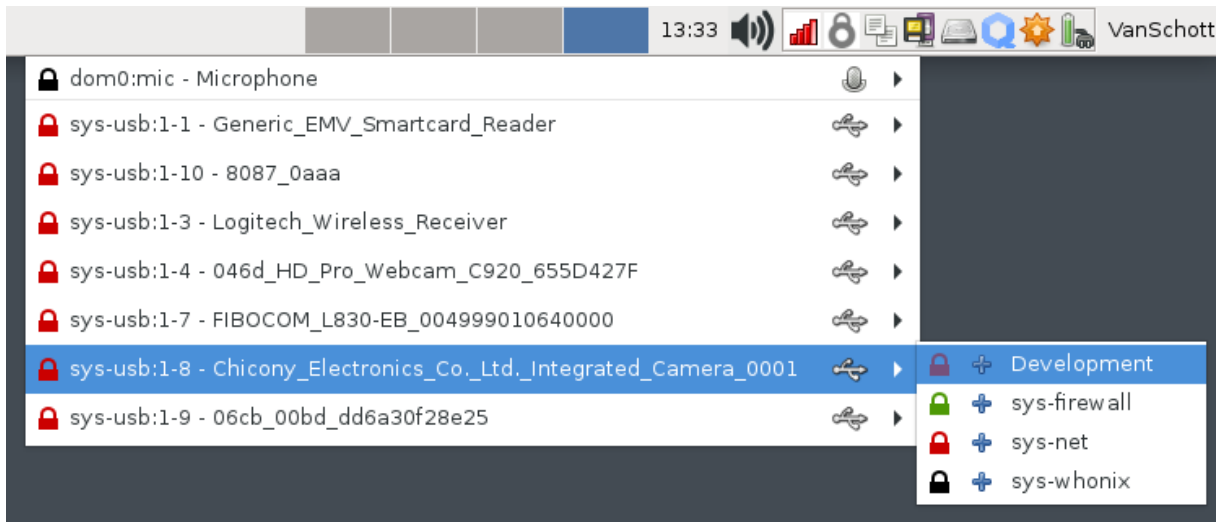 13:33 VanSchott
dom0:mic - Microphone
sys-usb:1-1 - Generic_EMV_Smartcard_Reader
sys-usb:1-10 - 8087_0aaa
sys-usb:1-3 - Logitech_Wireless_Receiver
sys-usb:1-4 - 046d_HD_Pro_Webcam_C920_655D427F
sys-usb:1-7 - FIBOCOM_L830-EB_004999010640000
sys-usb:1-8 - Chicony_Electronics_Co._Ltd._Integrated_Camera_0001
sys-usb:1-9 - 06cb_00bd_dd6a30f28e25
Development
sys-firewall
sys-net
sys-whonix